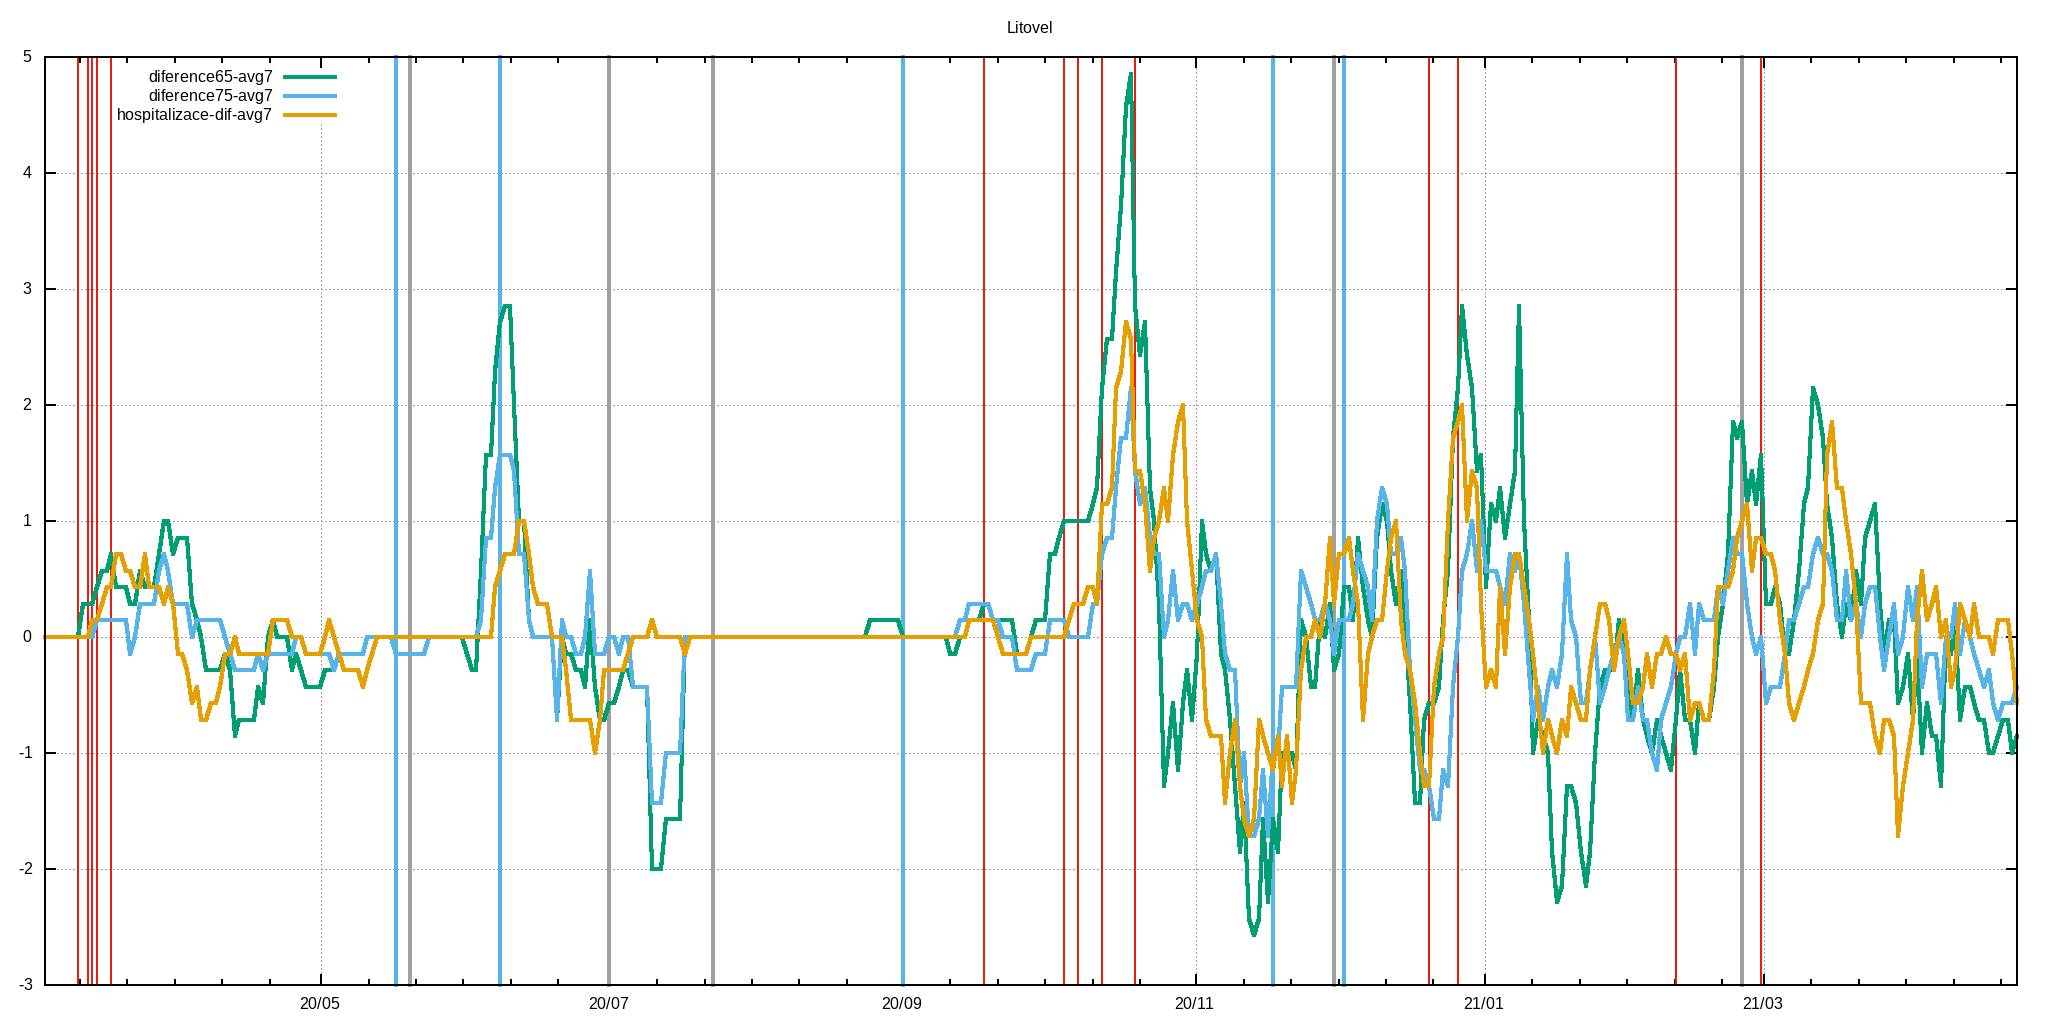 Litovel
diference65-avg7
diference75-avg7
hospitalizace-dif-avg7
5
4
3
2
1
0
-1
-2
-3
20/05 20/07 20/09 20/11 21/01 21/03